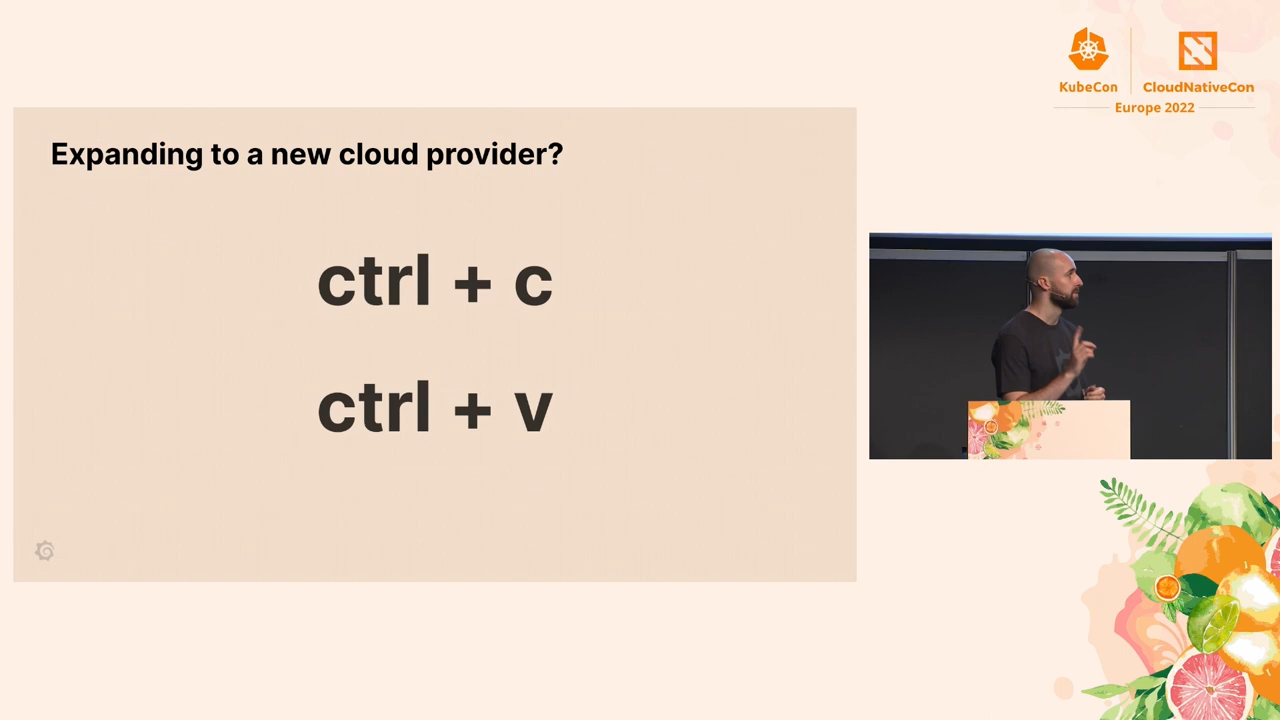 KubeCon
CloudNativeCon
Europe 2022
Expanding to a new cloud provider?
ctrl + c
ctrl + v